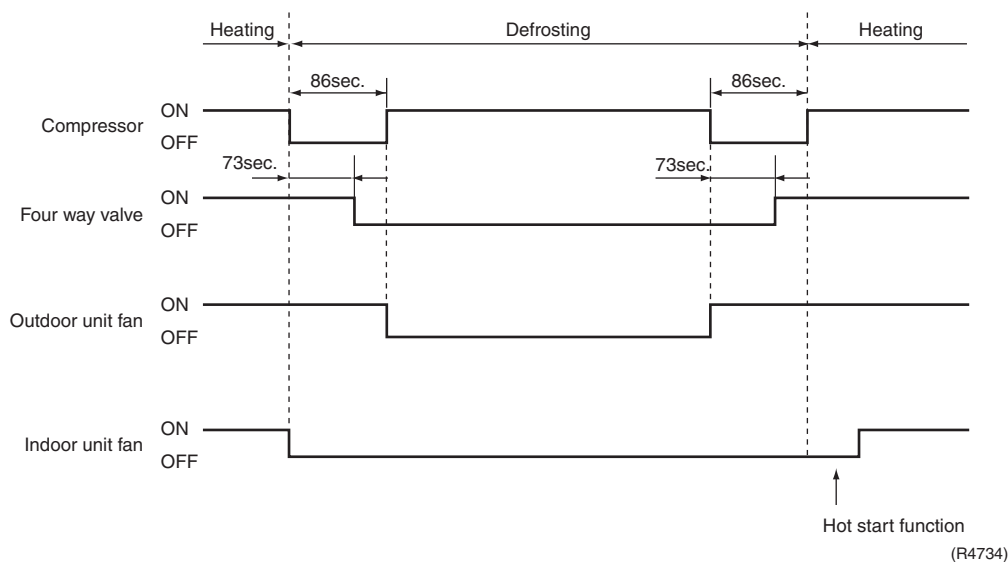 Heating Defrosting Heating
86sec. 86sec.
Compressor ON
OFF
73sec. 73sec.
Four way valve ON
OFF
Outdoor unit fan ON
OFF
Indoor unit fan ON
OFF
Hot start function
(R4734)